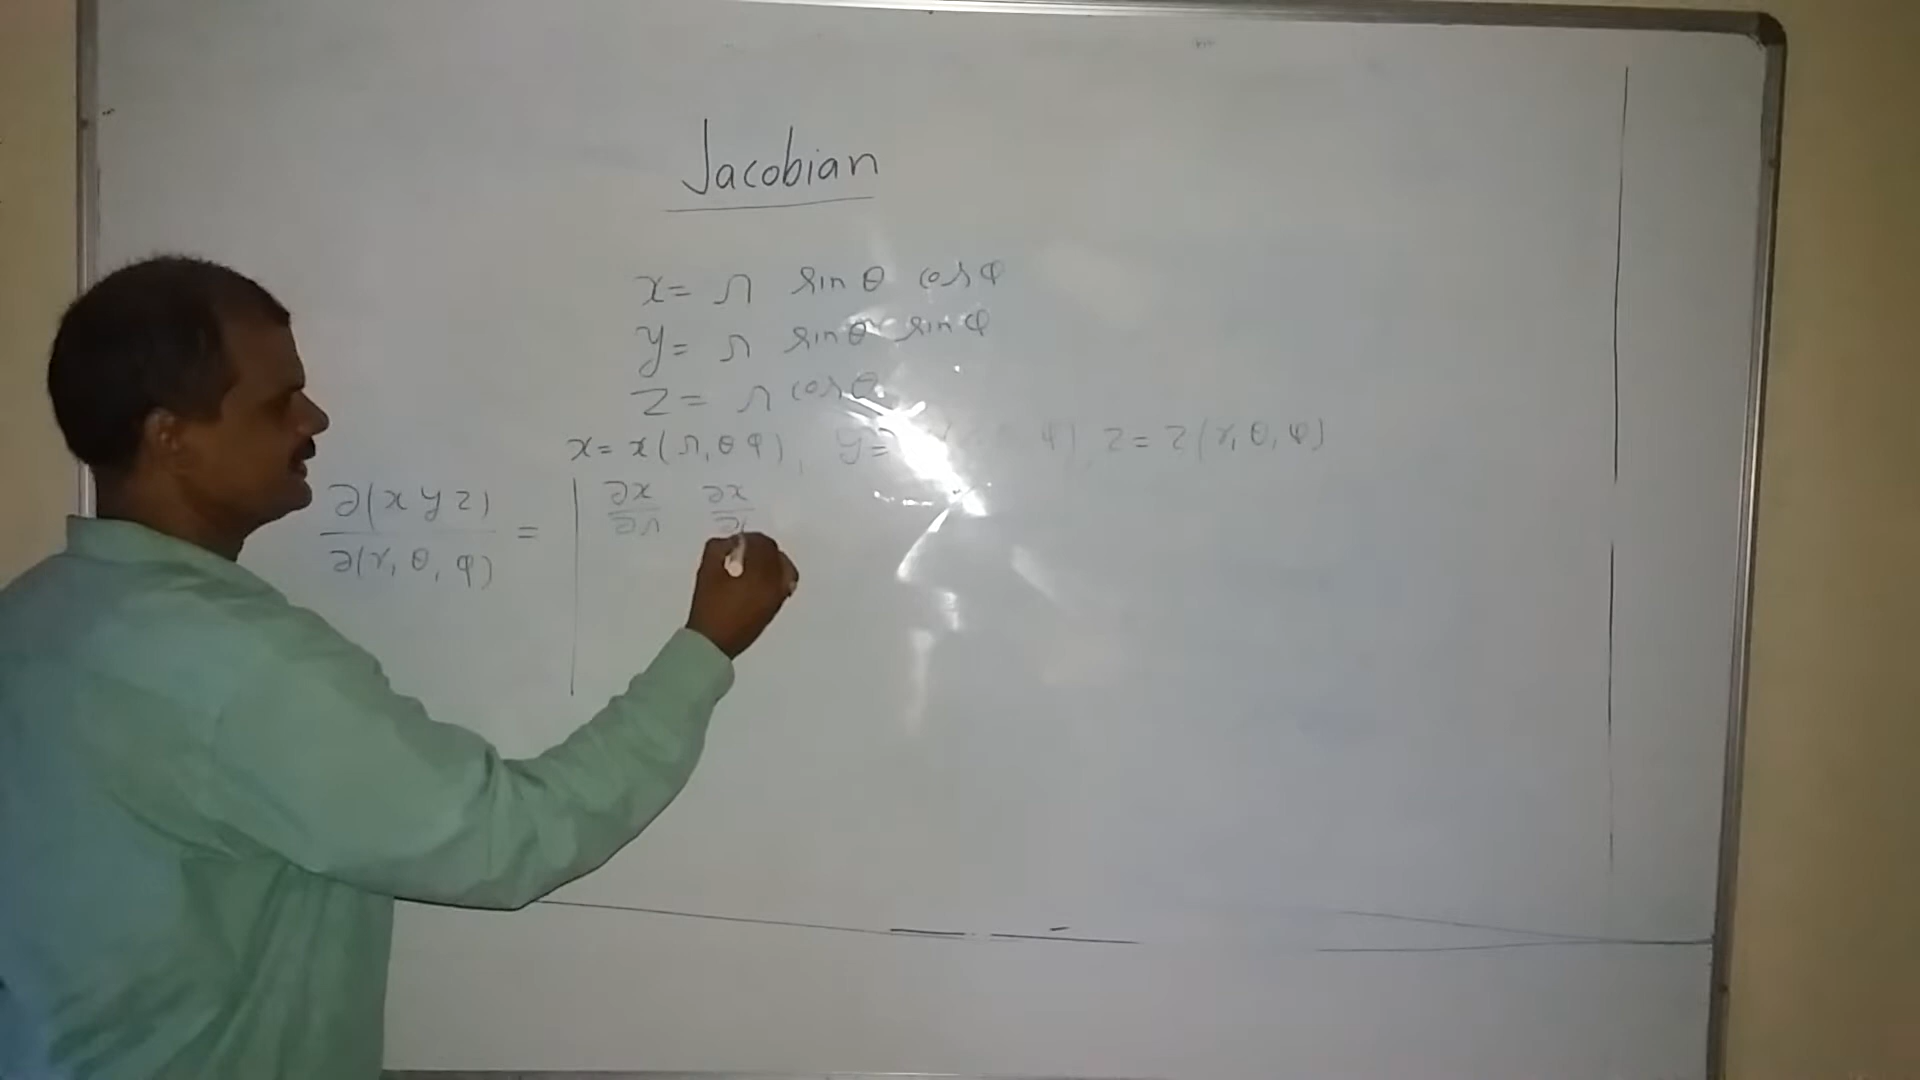 Jacobian
x = r sin θ cos φ
y = r sin θ sin φ
z = r cos θ
x = x(r, θ φ), y = φ), z = z(r, θ, φ)
∂(x y z) / ∂(r, θ, φ) = | ∂x/∂r ∂x/∂